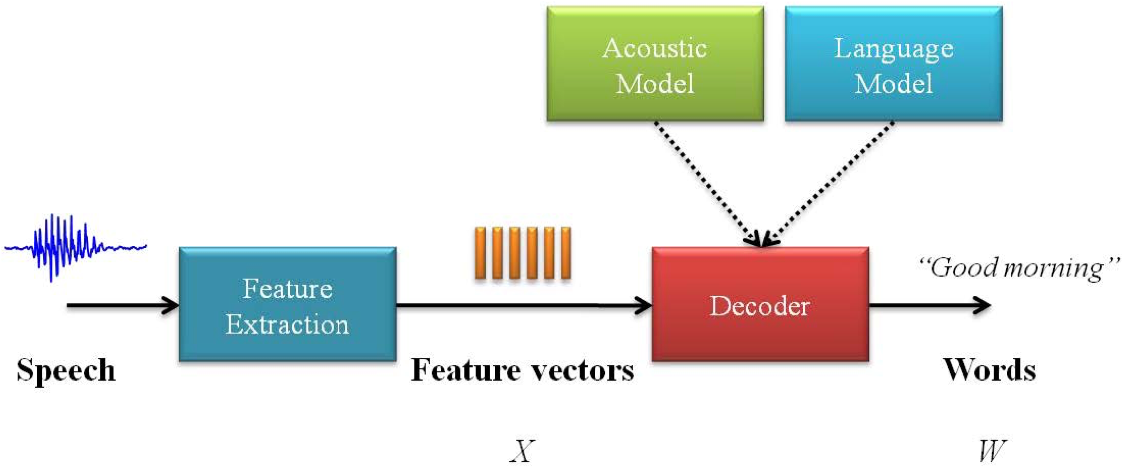 Acoustic
Model
Language
Model
“Good morning”
Feature
Extraction
Decoder
Speech
Feature vectors
Words
X
W